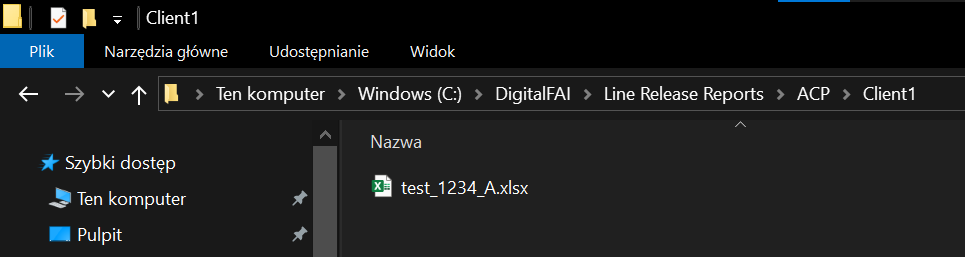 Client1
Plik Narzędzia główne Udostępnianie Widok
Ten komputer Windows (C:) DigitalFAI Line Release Reports ACP Client1
Nazwa
Szybki dostęp
test_1234_A.xlsx
Ten komputer
Pulpit